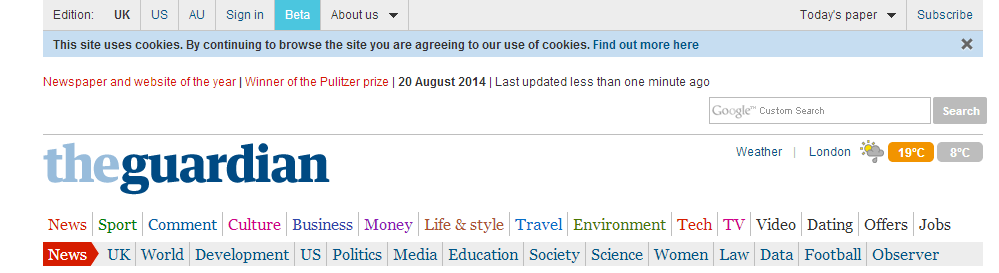 Edition: UK US AU Sign in Beta About us Today's paper Subscribe
This site uses cookies. By continuing to browse the site you are agreeing to our use of cookies. Find out more here
Newspaper and website of the year | Winner of the Pulitzer prize | 20 August 2014 | Last updated less than one minute ago
Google™ Custom Search Search
theguardian
Weather | London 19°C 8°C
News Sport Comment Culture Business Money Life & style Travel Environment Tech TV Video Dating Offers Jobs
News UK World Development US Politics Media Education Society Science Women Law Data Football Observer